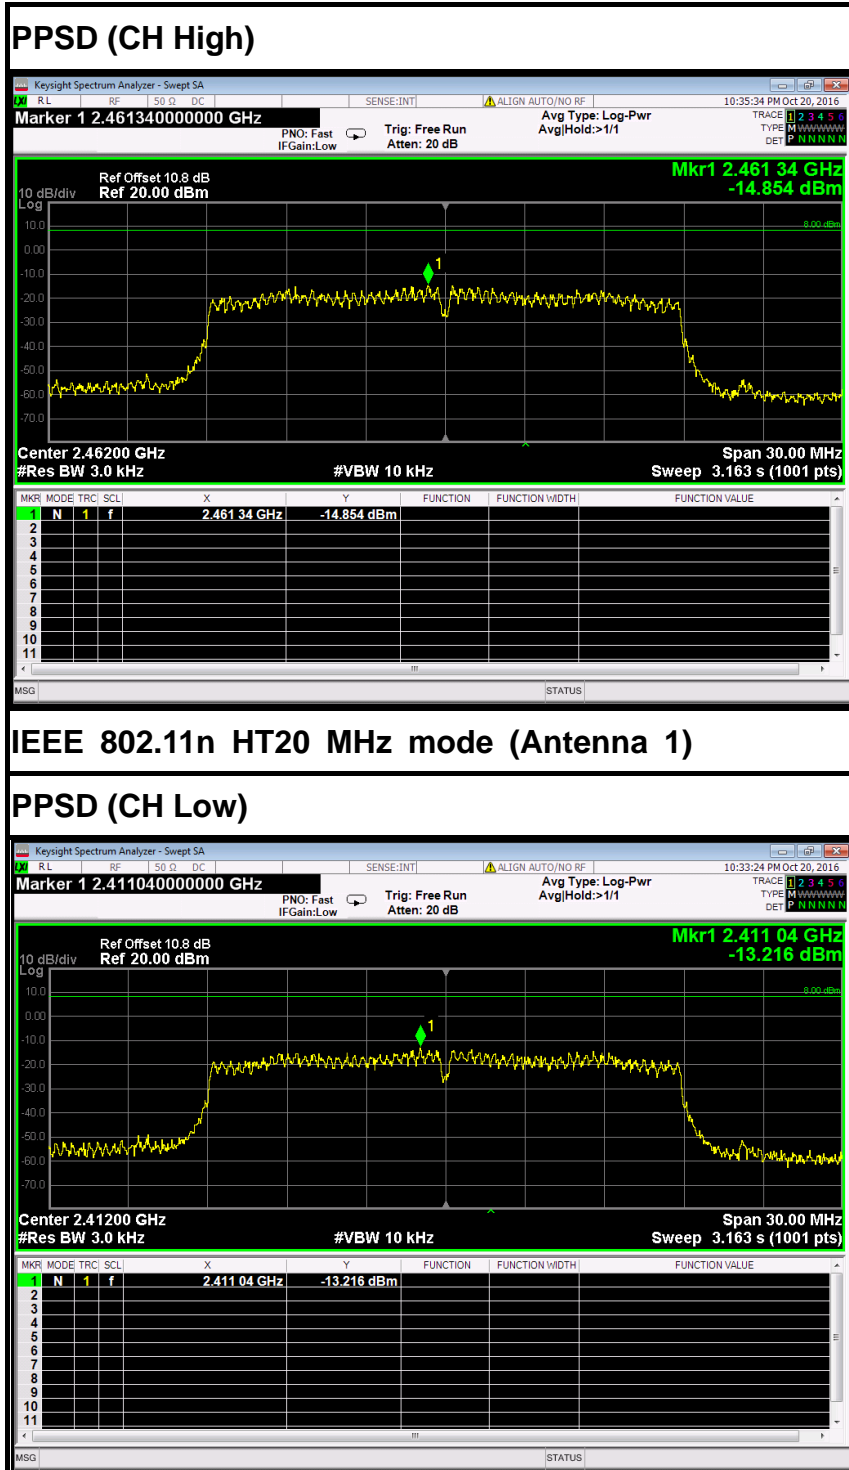 PPSD (CH High)
Keysight Spectrum Analyzer - Swept SA
LXI RL RF 50 Ω DC SENSE:INT ALIGN AUTO/NO RF 10:35:34 PM Oct 20, 2016
Marker 1 2.461340000000 GHz
PNO: Fast
IFGain:Low
Trig: Free Run
Atten: 20 dB
Avg Type: Log-Pwr
Avg|Hold:>1/1
TRACE 1 2 3 4 5 6
TYPE M WWWWW
DET P N N N N N
Mkr1 2.461 34 GHz
-14.854 dBm
Ref Offset 10.8 dB
10 dB/div Ref 20.00 dBm
Log
10.0
8.00 dBm
0.00
-10.0
1
-20.0
-30.0
-40.0
-50.0
-60.0
-70.0
Center 2.46200 GHz Span 30.00 MHz
#Res BW 3.0 kHz #VBW 10 kHz Sweep 3.163 s (1001 pts)
MKR MODE TRC SCL X Y FUNCTION FUNCTION WIDTH FUNCTION VALUE
1 N 1 f 2.461 34 GHz -14.854 dBm
2
3
4
5
6
7
8
9
10
11
MSG STATUS
IEEE 802.11n HT20 MHz mode (Antenna 1)
PPSD (CH Low)
Keysight Spectrum Analyzer - Swept SA
LXI RL RF 50 Ω DC SENSE:INT ALIGN AUTO/NO RF 10:33:24 PM Oct 20, 2016
Marker 1 2.411040000000 GHz
PNO: Fast
IFGain:Low
Trig: Free Run
Atten: 20 dB
Avg Type: Log-Pwr
Avg|Hold:>1/1
TRACE 1 2 3 4 5 6
TYPE M WWWWW
DET P N N N N N
Mkr1 2.411 04 GHz
-13.216 dBm
Ref Offset 10.8 dB
10 dB/div Ref 20.00 dBm
Log
10.0
8.00 dBm
0.00
-10.0
1
-20.0
-30.0
-40.0
-50.0
-60.0
-70.0
Center 2.41200 GHz Span 30.00 MHz
#Res BW 3.0 kHz #VBW 10 kHz Sweep 3.163 s (1001 pts)
MKR MODE TRC SCL X Y FUNCTION FUNCTION WIDTH FUNCTION VALUE
1 N 1 f 2.411 04 GHz -13.216 dBm
2
3
4
5
6
7
8
9
10
11
MSG STATUS